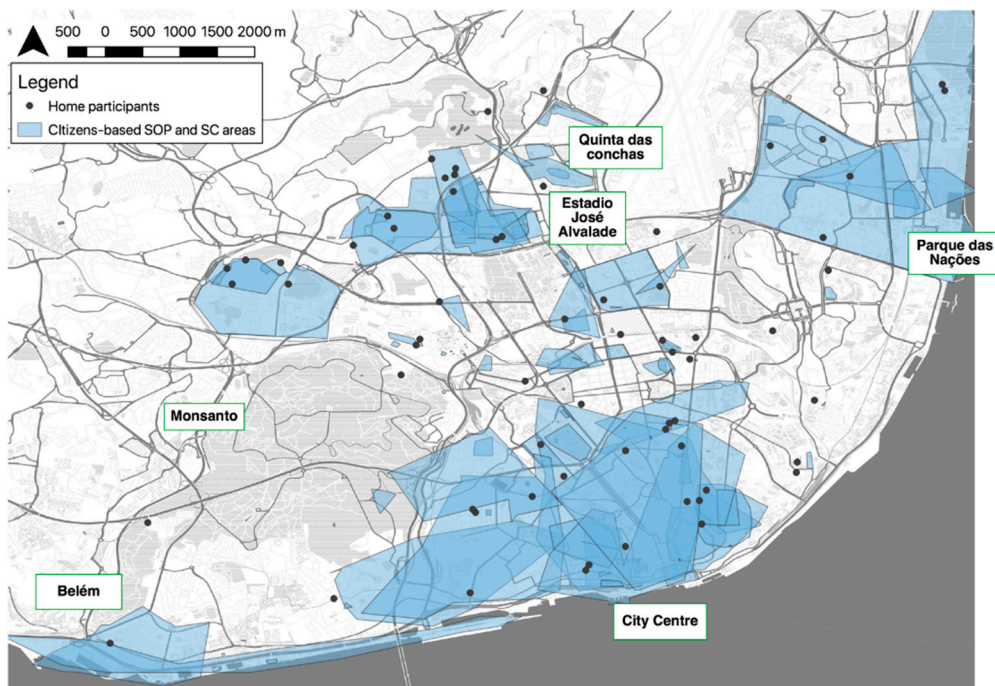 500 0 500 1000 1500 2000 m
Legend
Home participants
CItizens-based SOP and SC areas
Quinta das
conchas
Estadio
José
Alvalade
Parque das
Nações
Monsanto
Belém
City Centre